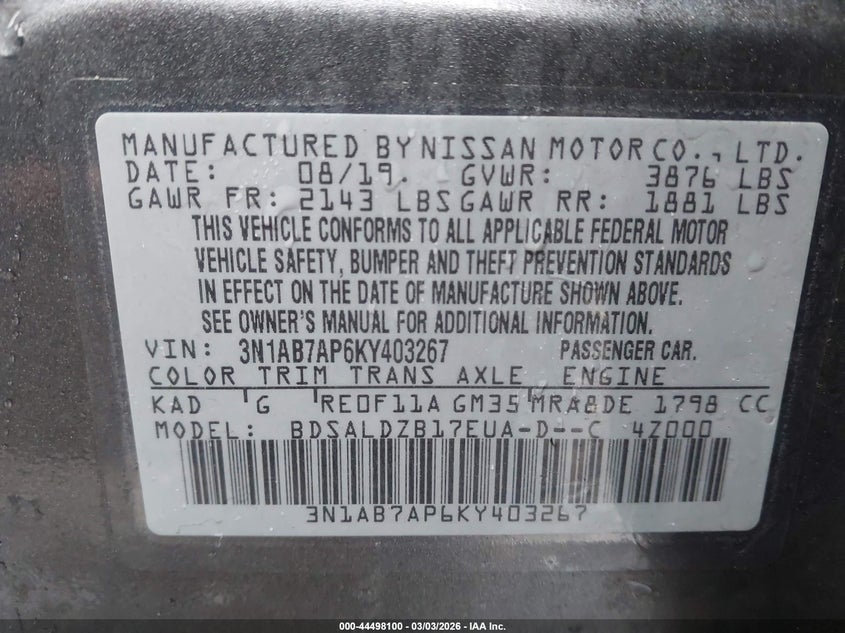 MANUFACTURED BY NISSAN MOTOR CO., LTD.
DATE: 08/19. GVWR: 3876 LBS
GAWR FR: 2143 LBS GAWR RR: 1881 LBS
THIS VEHICLE CONFORMS TO ALL APPLICABLE FEDERAL MOTOR
VEHICLE SAFETY, BUMPER AND THEFT PREVENTION STANDARDS
IN EFFECT ON THE DATE OF MANUFACTURE SHOWN ABOVE.
SEE OWNER'S MANUAL FOR ADDITIONAL INFORMATION.
VIN: 3N1AB7AP6KY403267 PASSENGER CAR.
COLOR TRIM TRANS AXLE ENGINE
KAD G RE0F11A GM35 MRA8DE 1798 CC
MODEL: BDSALDZB17EUA-D--C 4Z000
3N1AB7AP6KY403267
000-44498100 | 03/03/2026 - IAA Inc.